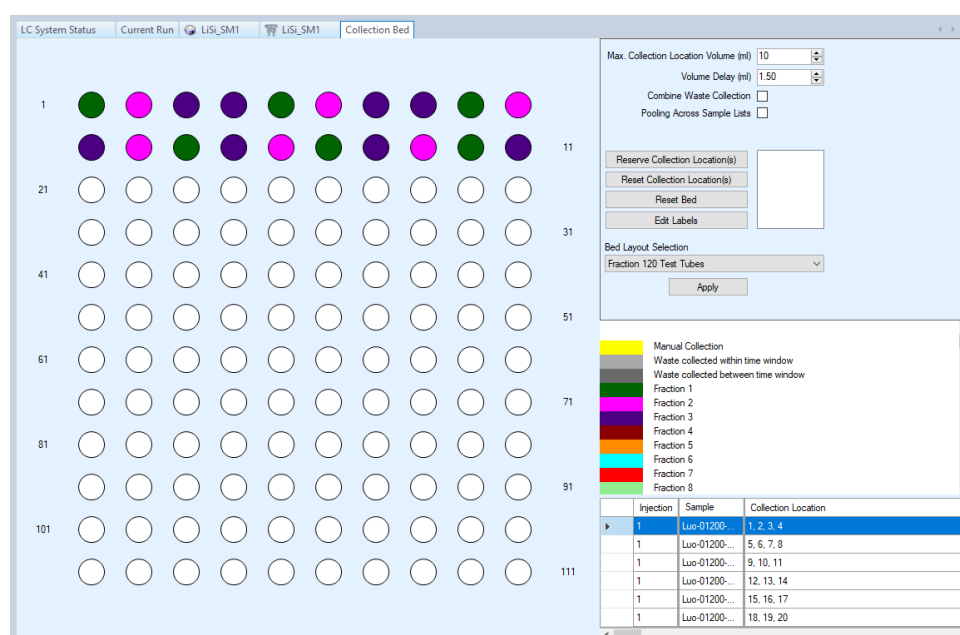 LC System Status Current Run LiSi_SM1 LiSi_SM1 Collection Bed
Max. Collection Location Volume (ml) 10
Volume Delay (ml) 1.50
Combine Waste Collection
Pooling Across Sample Lists
Reserve Collection Location(s)
Reset Collection Location(s)
Reset Bed
Edit Labels
Bed Layout Selection
Fraction 120 Test Tubes
Apply
1
11
21
31
41
51
61
71
81
91
101
111
Manual Collection
Waste collected within time window
Waste collected between time window
Fraction 1
Fraction 2
Fraction 3
Fraction 4
Fraction 5
Fraction 6
Fraction 7
Fraction 8
Injection Sample Collection Location
1 Luo-01200-... 1, 2, 3, 4
1 Luo-01200-... 5, 6, 7, 8
1 Luo-01200-... 9, 10, 11
1 Luo-01200-... 12, 13, 14
1 Luo-01200-... 15, 16, 17
1 Luo-01200-... 18, 19, 20